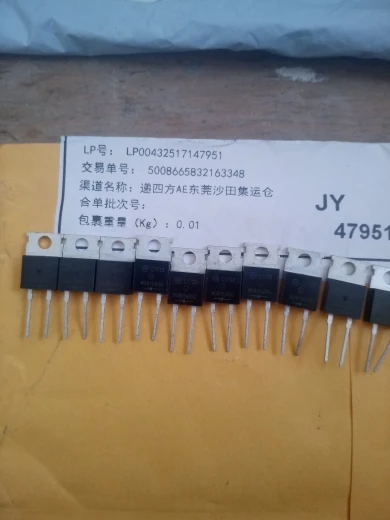 LP号: LP00432517147951
交易单号: 5008665832163348
渠道名称: 递四方AE东莞沙田集运仓
合单批次号:
包裹重量 (Kg) : 0.01
JY
47951